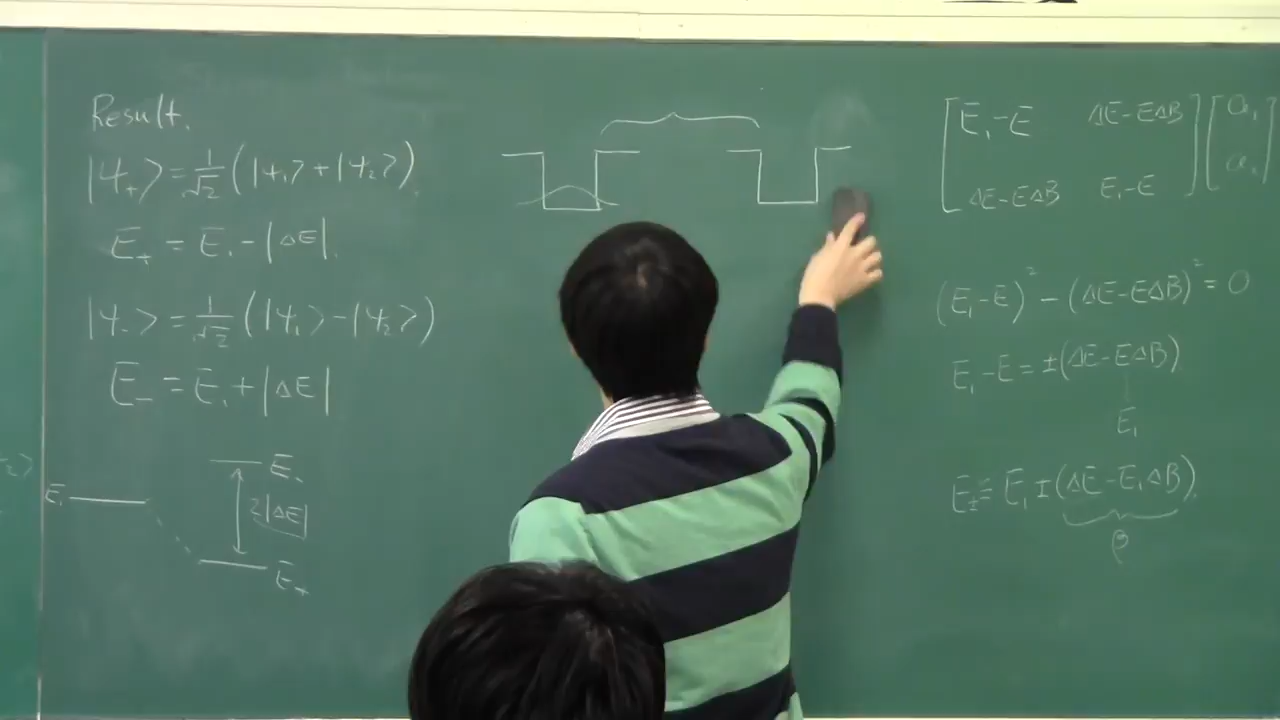 Result.
|ψ₊> = 1/√2 (|ψ₁> + |ψ₂>).
E₊ = E₁ - |ΔE|.
|ψ₋> = 1/√2 (|ψ₁> - |ψ₂>)
E₋ = E₁ + |ΔE|
E₋
E₁
2|ΔE|
E₊
[E₁-E ΔE-EΔB] [a₁
ΔE-EΔB E₁-E]
(E₁-E)² - (ΔE-EΔB)² = 0
E₁-E = ±(ΔE-EΔB).
E₁
E± = E₁ ± (ΔE-E₁ΔB).
β